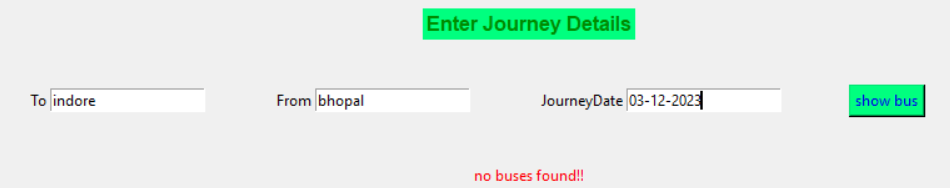 Enter Journey Details
To indore From bhopal JourneyDate 03-12-2023 show bus
no buses found!!